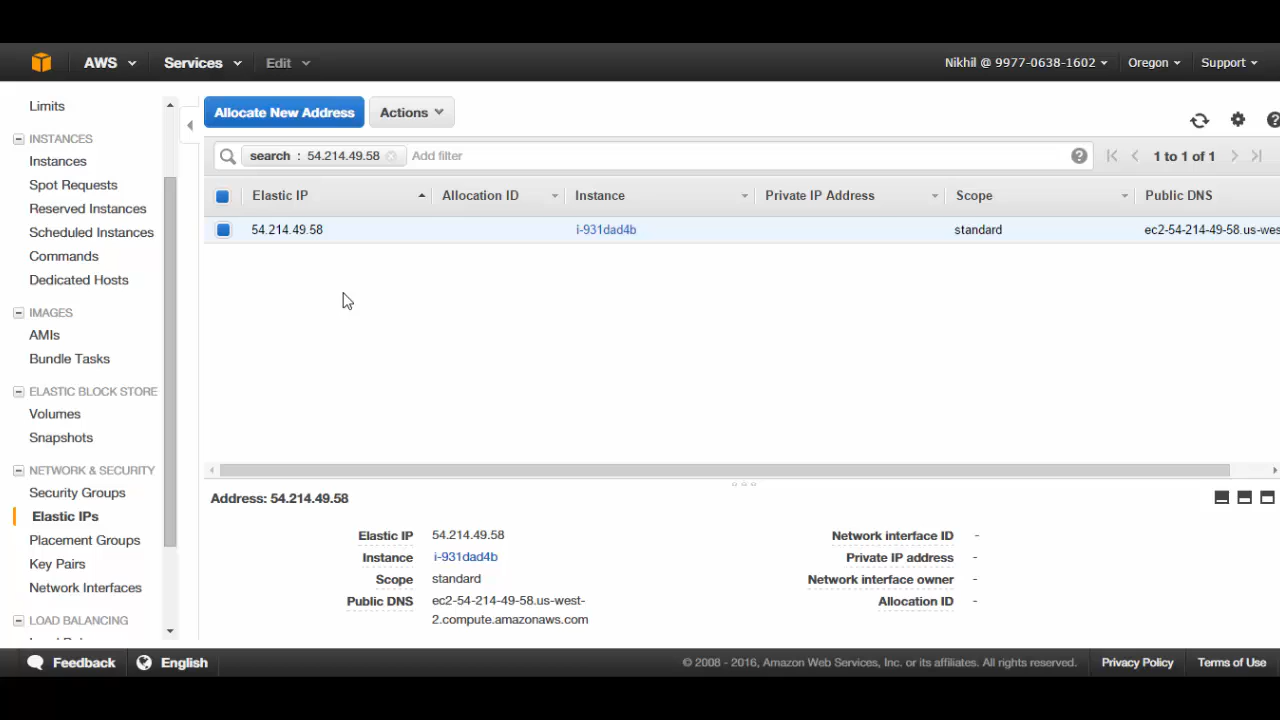 AWS Services Edit Nikhil @ 9977-0638-1602 Oregon Support
Limits
INSTANCES
Instances
Spot Requests
Reserved Instances
Scheduled Instances
Commands
Dedicated Hosts
IMAGES
AMIs
Bundle Tasks
ELASTIC BLOCK STORE
Volumes
Snapshots
NETWORK & SECURITY
Security Groups
Elastic IPs
Placement Groups
Key Pairs
Network Interfaces
LOAD BALANCING
Allocate New Address Actions
search : 54.214.49.58 Add filter 1 to 1 of 1
Elastic IP Allocation ID Instance Private IP Address Scope Public DNS
54.214.49.58 i-931dad4b standard ec2-54-214-49-58.us-wes
Address: 54.214.49.58
Elastic IP 54.214.49.58 Network interface ID -
Instance i-931dad4b Private IP address -
Scope standard Network interface owner -
Public DNS ec2-54-214-49-58.us-west- Allocation ID -
2.compute.amazonaws.com
Feedback English © 2008 - 2016, Amazon Web Services, Inc. or its affiliates. All rights reserved. Privacy Policy Terms of Use